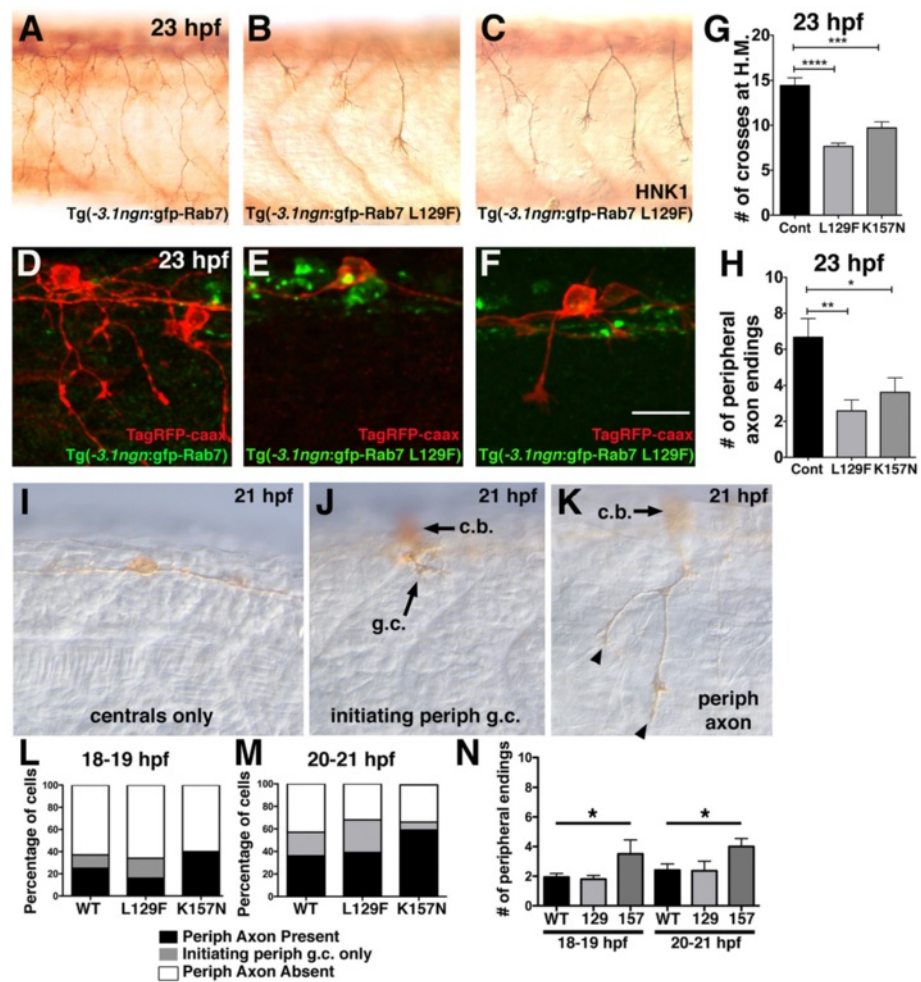 A
23 hpf
Tg(-3.1ngn:gfp-Rab7)
B
Tg(-3.1ngn:gfp-Rab7 L129F)
C
HNK1
Tg(-3.1ngn:gfp-Rab7 L129F)
G 23 hpf
# of crosses at H.M.
20
15
10
5
0
***
****
Cont L129F K157N
D
23 hpf
TagRFP-caax
Tg(-3.1ngn:gfp-Rab7)
E
TagRFP-caax
Tg(-3.1ngn:gfp-Rab7 L129F)
F
TagRFP-caax
Tg(-3.1ngn:gfp-Rab7 L129F)
H 23 hpf
# of peripheral
axon endings
10
8
6
4
2
0
*
**
Cont L129F K157N
I
21 hpf
centrals only
J
21 hpf
c.b.
g.c.
initiating periph g.c.
K
21 hpf
c.b.
periph
axon
L 18-19 hpf
Percentage of cells
100
80
60
40
20
0
WT L129F K157N
M 20-21 hpf
Percentage of cells
100
80
60
40
20
0
WT L129F K157N
Periph Axon Present
Initiating periph g.c. only
Periph Axon Absent
N
# of peripheral endings
10
8
6
4
2
0
* *
WT 129 157 WT 129 157
18-19 hpf 20-21 hpf